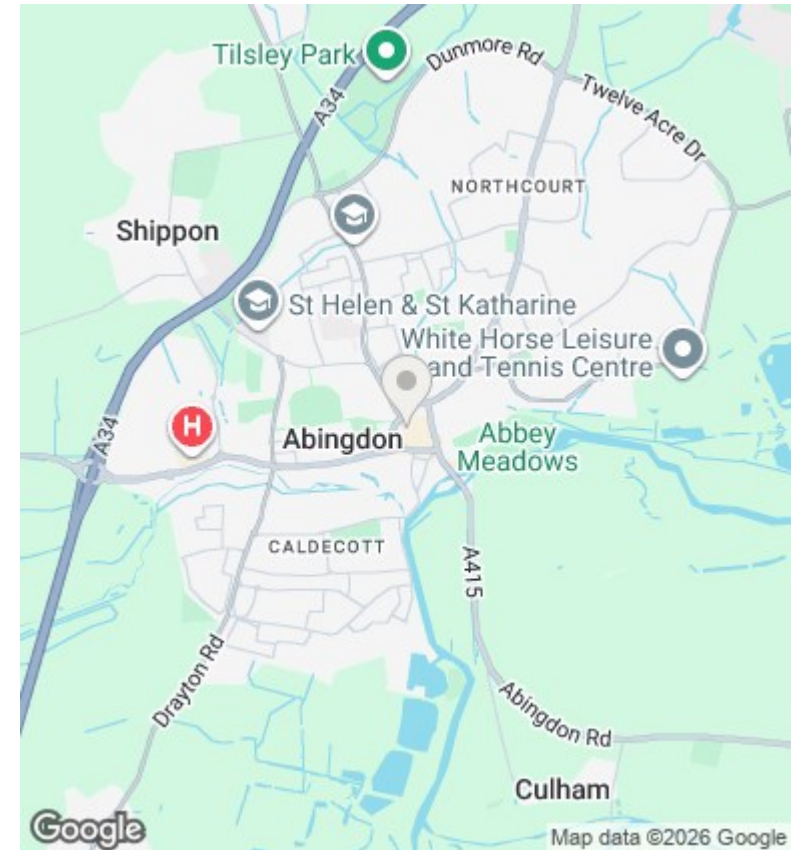 Tilsley Park
Dunmore Rd
Twelve Acre Dr
A34
NORTHCOURT
Shippon
St Helen & St Katharine
White Horse Leisure
and Tennis Centre
H
A34
Abingdon
Abbey
Meadows
CALDECOTT
A415
Drayton Rd
Abingdon Rd
Culham
Google
Map data ©2026 Google